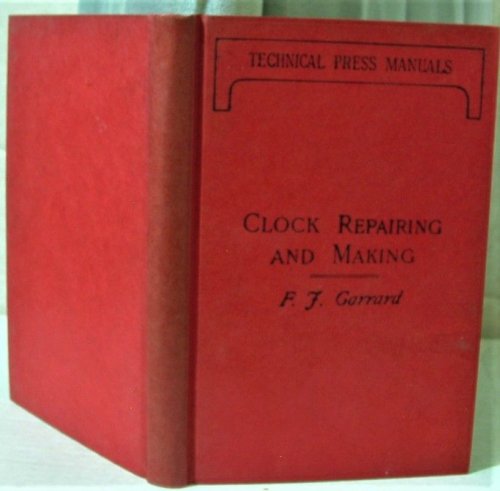 TECHNICAL PRESS MANUALS
CLOCK REPAIRING
AND MAKING
F. J. Garrard